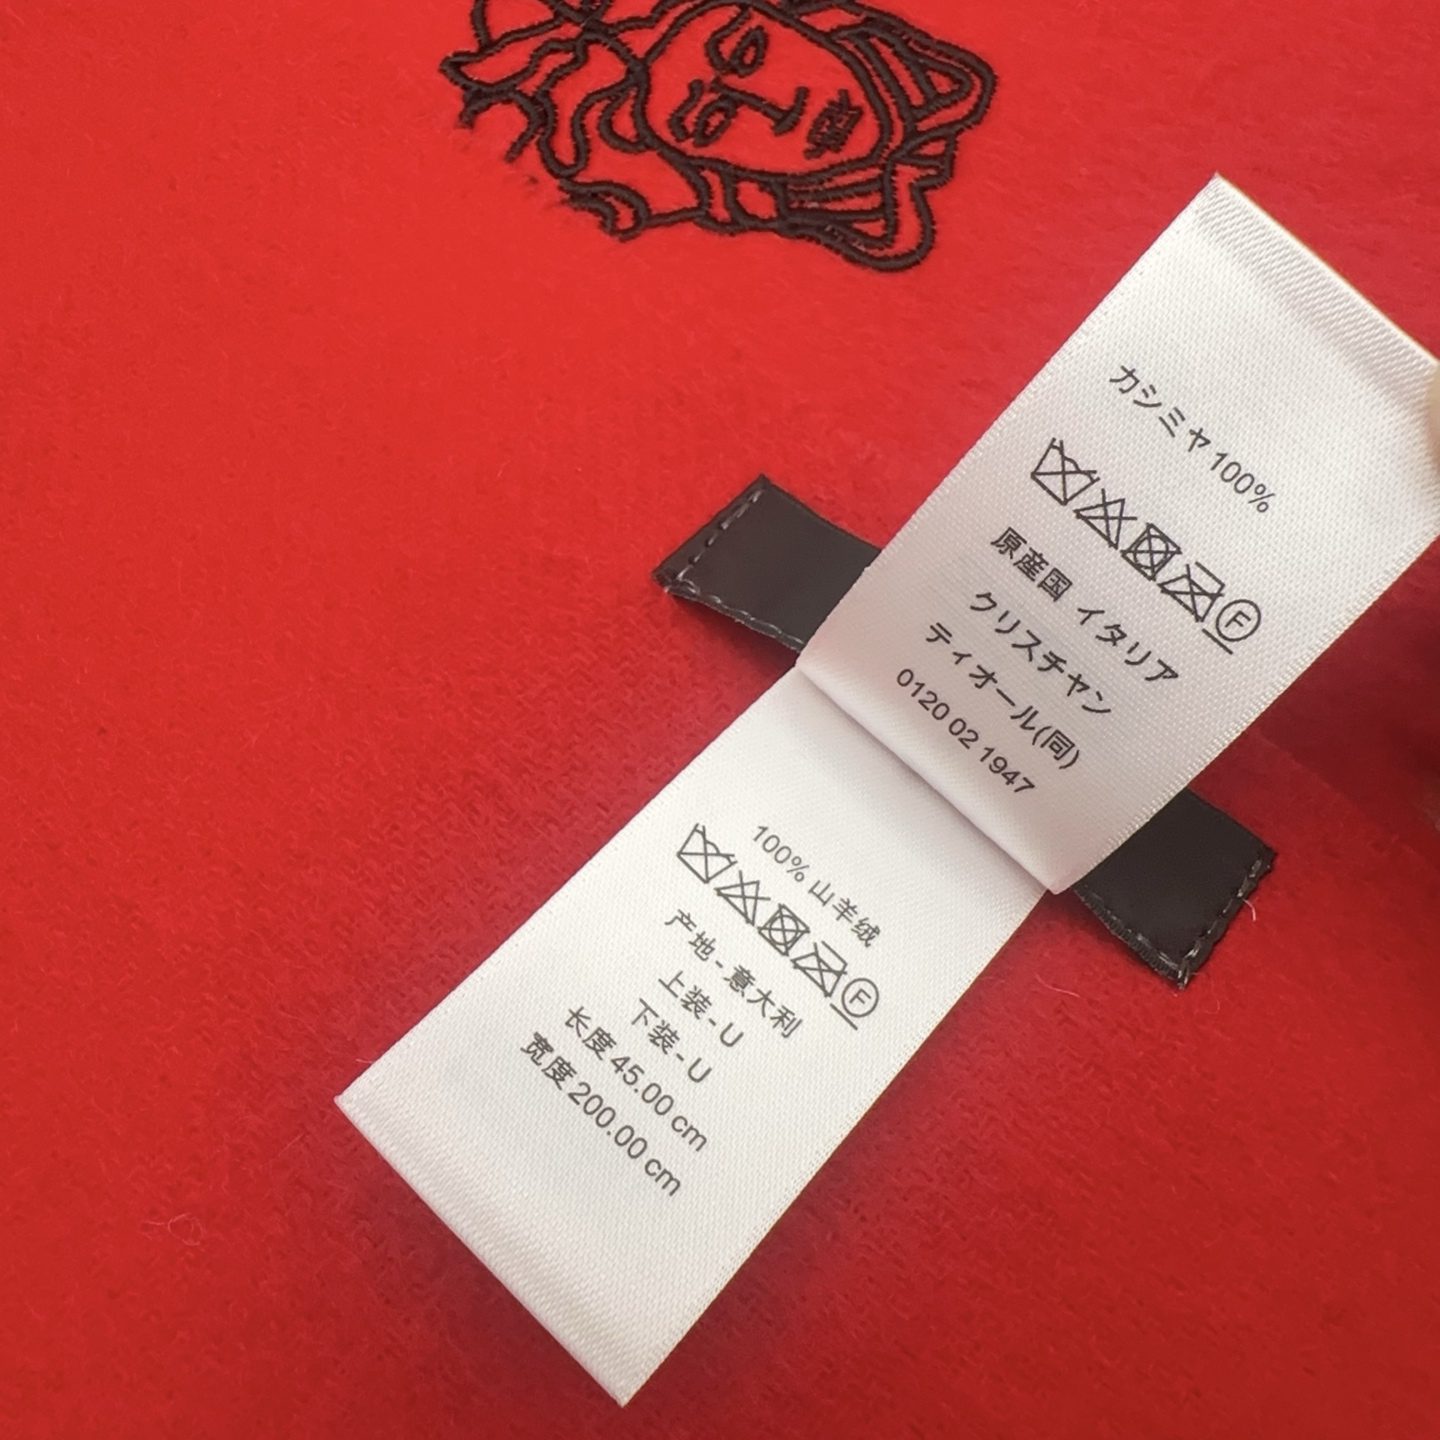 カシミヤ 100%
F
原産国 イタリア
クリスチャン
ディオール(同)
0120 02 1947
100% 山羊绒
F
产地 - 意大利
上装 - U
下装 - U
长度 45.00 cm
宽度 200.00 cm